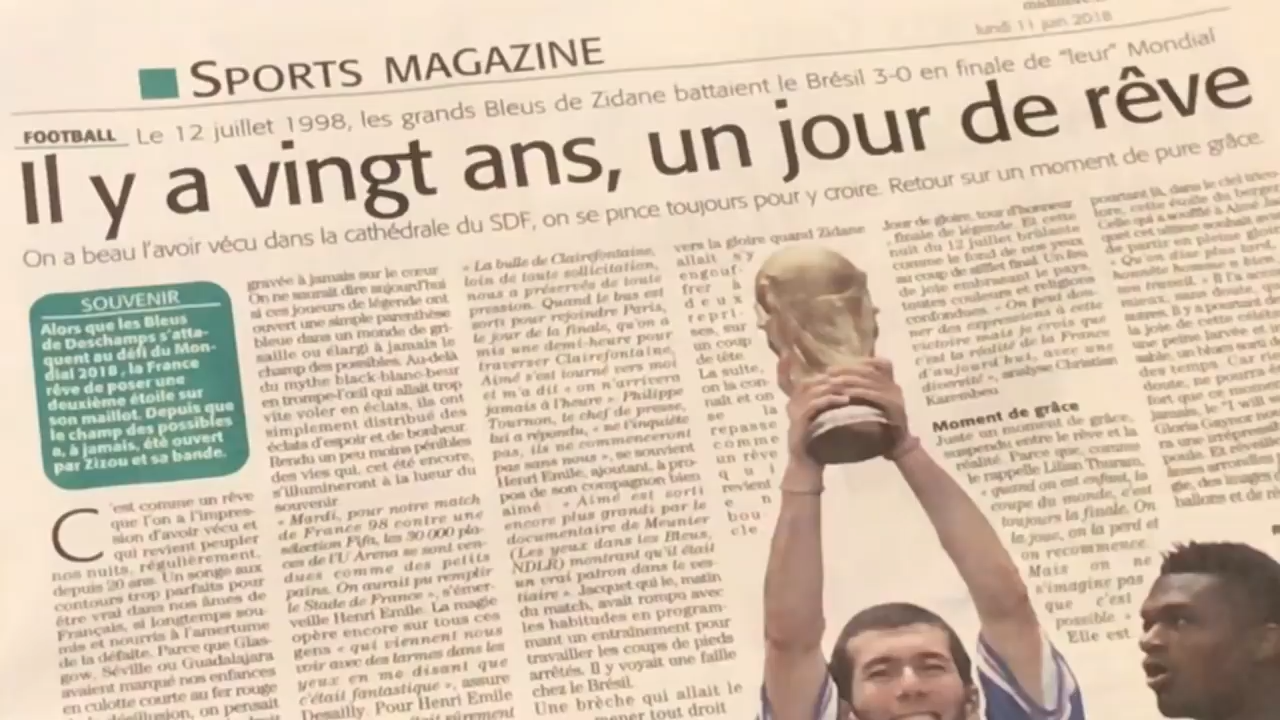 lundi 11 juin 2018
SPORTS MAGAZINE
FOOTBALL Le 12 juillet 1998, les grands Bleus de Zidane battaient le Brésil 3-0 en finale de "leur" Mondial
Il y a vingt ans, un jour de rêve
On a beau l'avoir vécu dans la cathédrale du SDF, on se pince toujours pour y croire. Retour sur un moment de pure grâce.
SOUVENIR
Alors que les Bleus
de Deschamps s'atta-
quent au défi du Mon-
dial 2018, la France
rêve de poser une
deuxième étoile sur
son maillot. Depuis que
le champ des possibles
a, à jamais, été ouvert
par Zizou et sa bande.
C'est comme un rêve
que l'on a l'impres-
sion d'avoir vécu et
qui revient peupler
nos nuits, régulièrement,
depuis 20 ans. Un songe aux
contours trop parfaits pour
être vrai dans nos âmes de
Français, si longtemps sou-
mis et nourris à l'amertume
de la défaite. Parce que Glas-
gow, Séville ou Guadalajara
avaient marqué nos enfances
en culotte courte au fer rouge
on pensait
gravée à jamais sur le cœur.
On ne saurait dire aujourd'hui
si ces joueurs de légende ont
ouvert une simple parenthèse
bleue dans un monde de gri-
saille ou élargi à jamais le
champ des possibles. Au-delà
du mythe black-blanc-beur
en trompe-l'œil qui allait trop
vite voler en éclats, ils ont
simplement distribué des
éclats d'espoir et de bonheur.
Rendu un peu moins pénibles
des vies qui, cet été encore,
s'illumineront à la lueur du
souvenir.
« Mardi, pour notre match
de France 98 contre une
sélection Fifa, les 30 000 pla-
ces de l'U Arena se sont ven-
dues comme des petits
pains. On aurait pu remplir
le Stade de France », s'émer-
veille Henri Emile. La magie
opère encore sur tous ces
gens « qui viennent nous
voir avec des larmes dans les
yeux en me disant que
c'était fantastique », assure
Desailly. Pour Henri Emile
« La bulle de Clairefontaine,
loin de toute sollicitation,
nous a préservés de toute
pression. Quand le bus est
sorti pour rejoindre Paris,
le jour de la finale, qu'on a
mis une demi-heure pour
traverser Clairefontaine,
Aimé s'est tourné vers moi
et m'a dit « on n'arrivera
jamais à l'heure ». Philippe
Tournon, le chef de presse,
lui a répondu, « ne t'inquiète
pas, ils ne commenceront
pas sans nous », se souvient
Henri Emile, ajoutant, à pro-
pos de son compagnon bien
aimé : « Aimé est sorti
encore plus grandi par le
documentaire de Meunier
(Les yeux dans les Bleus,
NDLR) montrant qu'il était
un vrai patron dans le ves-
tiaire ». Jacquet qui le, matin
du match, avait rompu avec
les habitudes en program-
mant un entraînement pour
travailler les coups de pieds
arrêtés. Il y voyait une faille
chez le Brésil.
Une brèche qui allait le
mener tout droit
vers la gloire quand Zidane
allait s'y
engouf-
frer à
deux
repri-
ses, sur
un coup
de tête.
La suite,
on la con-
naît et on
se la
repasse
comme
un rêve
qui
revient
en
bou-
cle
Jour de gloire, tour d'honneur
, finale de légende. Et cette
nuit du 12 juillet brûlante
comme le fond de nos yeux
au coup de sifflet final. Un feu
de joie embrasant le pays,
toutes couleurs et religions
confondues. « On peut don-
ner des expressions à cette
victoire mais je crois que
c'est la réalité de la France
d'aujourd'hui, avec une
diversité », analyse Christian
Karembeu.
Moment de grâce
Juste un moment de grâce,
suspendu entre le rêve et la
réalité. Parce que, comme
le rappelle Lilian Thuram,
« quand on est enfant, la
coupe du monde, c'est
toujours la finale. On
la joue, on la perd et
on recommence.
Mais on ne
s'imagine pas
que c'est
possible. »
Elle est